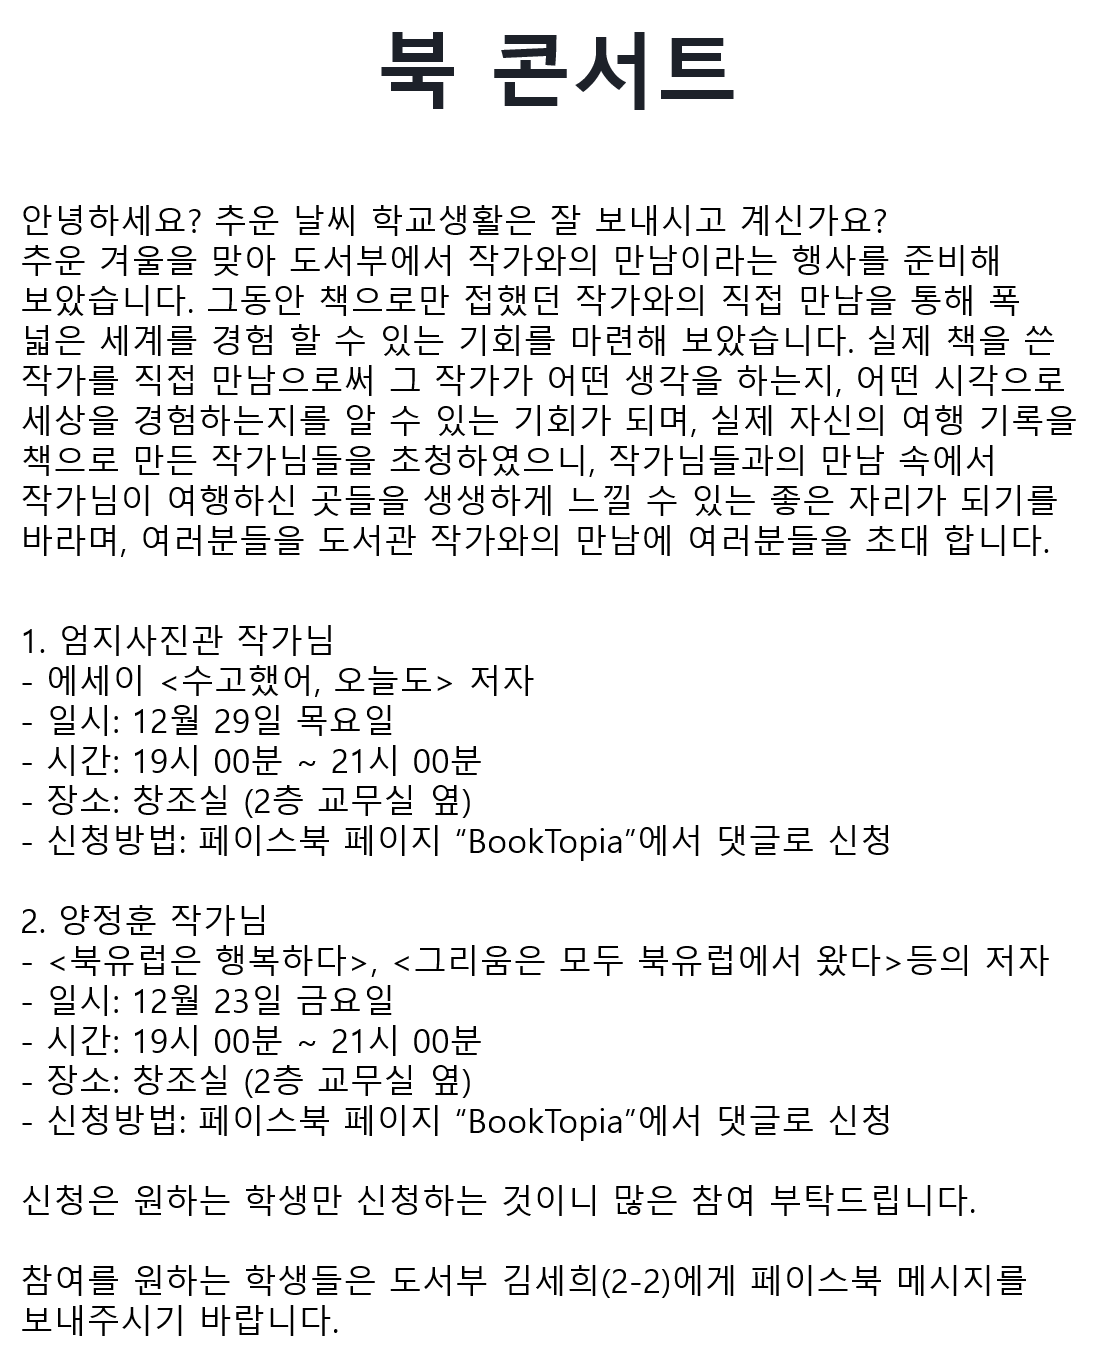 북 콘서트
안녕하세요? 추운 날씨 학교생활은 잘 보내시고 계신가요?
추운 겨울을 맞아 도서부에서 작가와의 만남이라는 행사를 준비해
보았습니다. 그동안 책으로만 접했던 작가와의 직접 만남을 통해 폭
넓은 세계를 경험 할 수 있는 기회를 마련해 보았습니다. 실제 책을 쓴
작가를 직접 만남으로써 그 작가가 어떤 생각을 하는지, 어떤 시각으로
세상을 경험하는지를 알 수 있는 기회가 되며, 실제 자신의 여행 기록을
책으로 만든 작가님들을 초청하였으니, 작가님들과의 만남 속에서
작가님이 여행하신 곳들을 생생하게 느낄 수 있는 좋은 자리가 되기를
바라며, 여러분들을 도서관 작가와의 만남에 여러분들을 초대 합니다.
1. 엄지사진관 작가님
- 에세이 <수고했어, 오늘도> 저자
- 일시: 12월 29일 목요일
- 시간: 19시 00분 ~ 21시 00분
- 장소: 창조실 (2층 교무실 옆)
- 신청방법: 페이스북 페이지 “BookTopia”에서 댓글로 신청
2. 양정훈 작가님
- <북유럽은 행복하다>, <그리움은 모두 북유럽에서 왔다>등의 저자
- 일시: 12월 23일 금요일
- 시간: 19시 00분 ~ 21시 00분
- 장소: 창조실 (2층 교무실 옆)
- 신청방법: 페이스북 페이지 “BookTopia”에서 댓글로 신청
신청은 원하는 학생만 신청하는 것이니 많은 참여 부탁드립니다.
참여를 원하는 학생들은 도서부 김세희(2-2)에게 페이스북 메시지를
보내주시기 바랍니다.